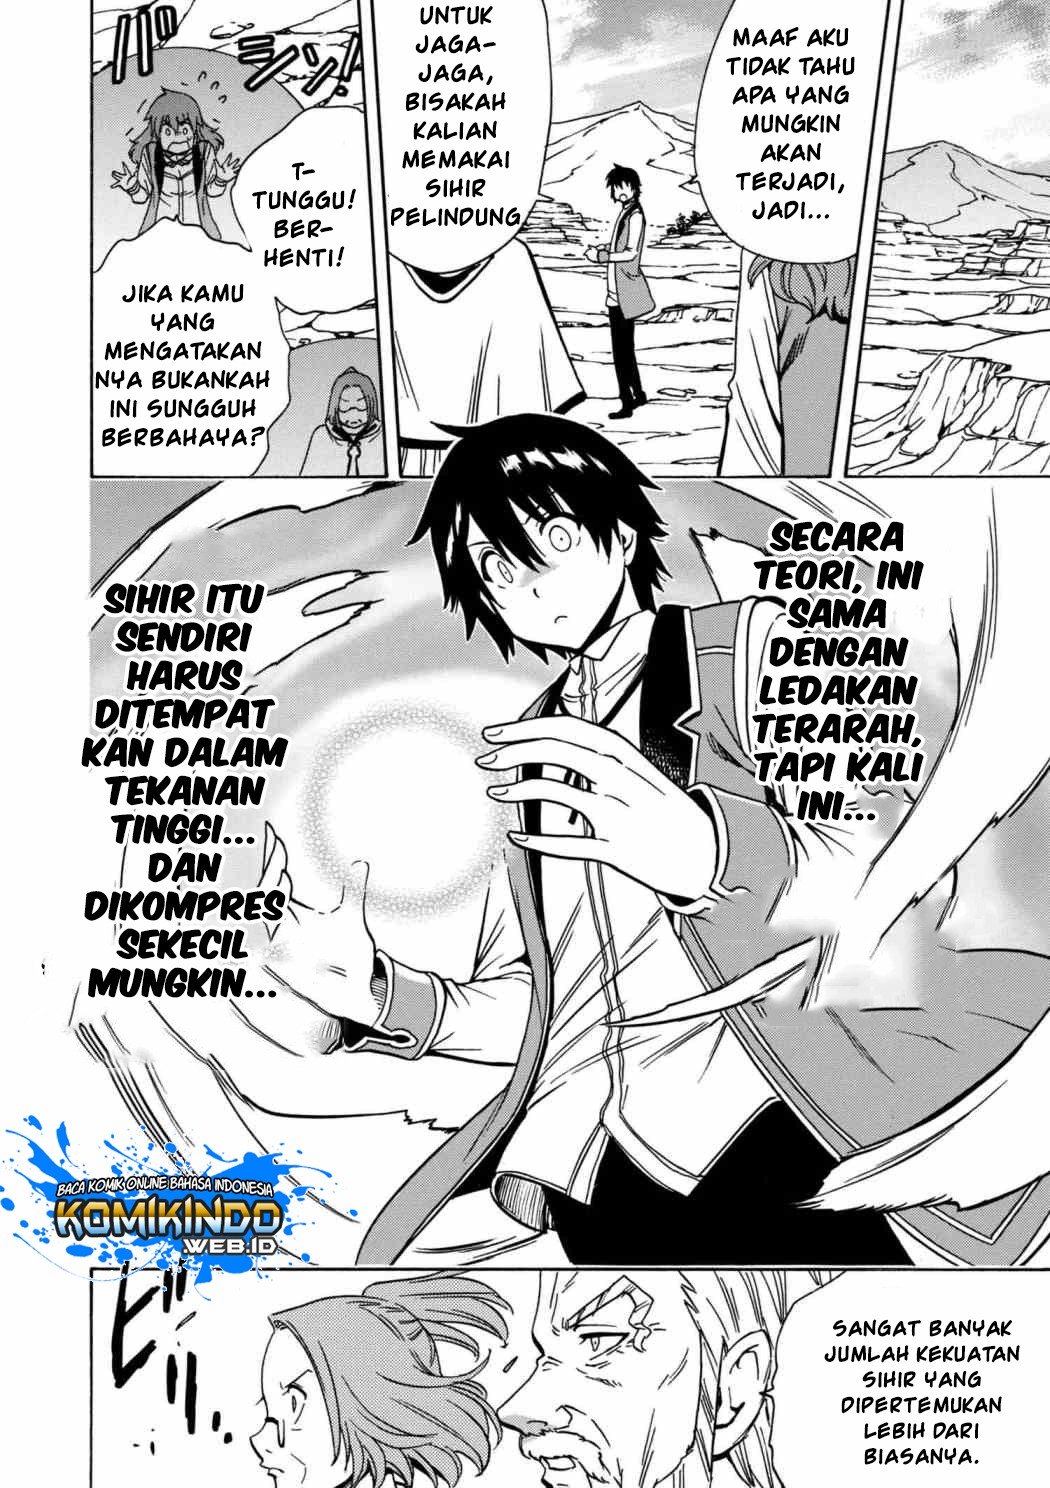 MAAF AKU
TIDAK TAHU
APA YANG
MUNGKIN
AKAN
TERJADI,
JADI...
UNTUK
JAGA-
JAGA,
BISAKAH
KALIAN
MEMAKAI
SIHIR
PELINDUNG
T-
TUNGGU!
BER-
HENTI!
JIKA KAMU
YANG
MENGATAKAN
NYA BUKANKAH
INI SUNGGUH
BERBAHAYA?
SECARA
TEORI, INI
SAMA
DENGAN
LEDAKAN
TERARAH,
TAPI KALI
INI...
SIHIR ITU
SENDIRI
HARUS
DITEMPAT
KAN DALAM
TEKANAN
TINGGI...
DAN
DIKOMPRES
SEKECIL
MUNGKIN...
BACA KOMIK ONLINE BAHASA INDONESIA
KOMIKINDO
.WEB.ID
SANGAT BANYAK
JUMLAH KEKUATAN
SIHIR YANG
DIPERTEMUKAN
LEBIH DARI
BIASANYA.